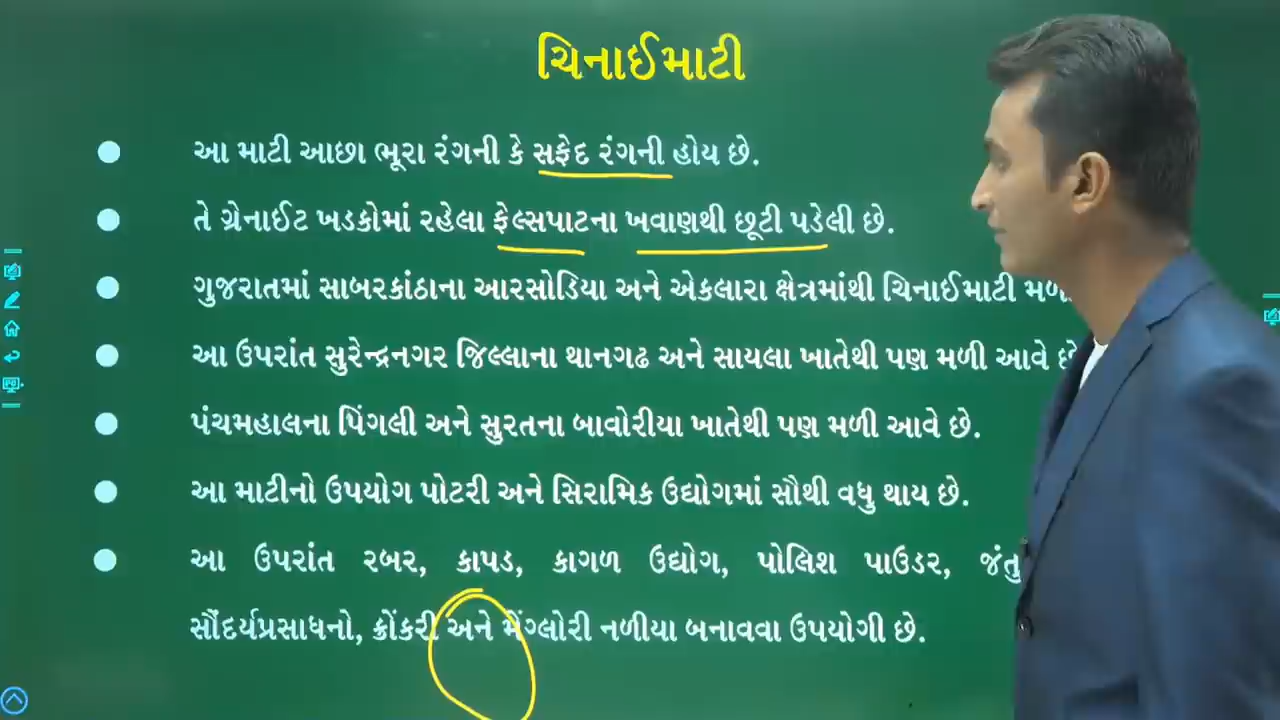 ચિનાઈમાટી
આ માટી આછા ભૂરા રંગની કે સફેદ રંગની હોય છે.
તે ગ્રેનાઈટ ખડકોમાં રહેલા ફેલ્સપાટના ખવાણથી છૂટી પડેલી છે.
ગુજરાતમાં સાબરકાંઠાના આરસોડિયા અને એકલારા ક્ષેત્રમાંથી ચિનાઈમાટી
આ ઉપરાંત સુરેન્દ્રનગર જિલ્લાના થાનગઢ અને સાયલા ખાતેથી પણ મળી આવે
પંચમહાલના પિંગલી અને સુરતના બાવોરીયા ખાતેથી પણ મળી આવે છે.
આ માટીનો ઉપયોગ પોટરી અને સિરામિક ઉદ્યોગમાં સૌથી વધુ થાય છે.
આ ઉપરાંત રબર, કાપડ, કાગળ ઉદ્યોગ, પોલિશ પાઉડર,
સૌંદર્યપ્રસાધનો, ક્રોંકરી અને મેંગ્લોરી નળીયા બનાવવા ઉપયોગી છે.